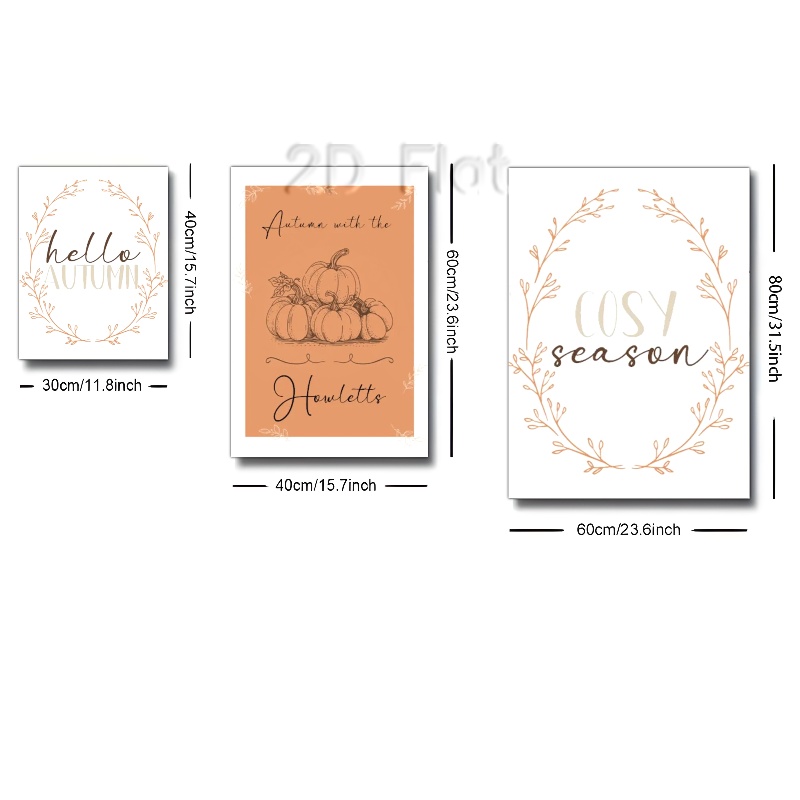 2D Flat
hello
AUTUMN
40cm/15.7inch
30cm/11.8inch
Autumn with the
Howletts
60cm/23.6inch
40cm/15.7inch
COSY
season
80cm/31.5inch
60cm/23.6inch